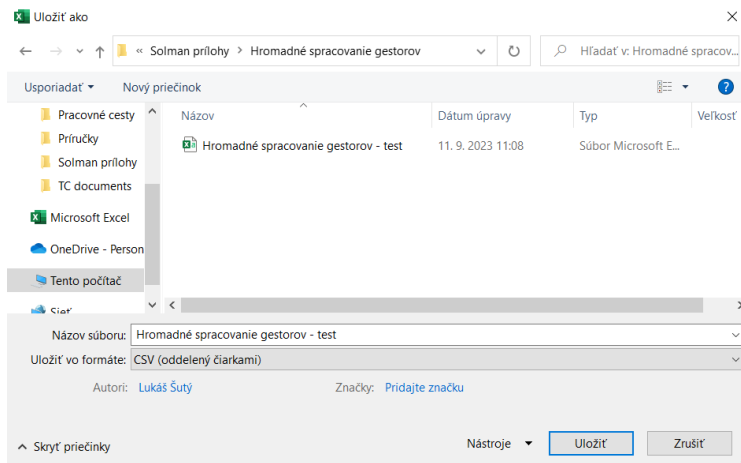 Uložiť ako
« Solman prílohy > Hromadné spracovanie gestorov
Hľadať v: Hromadné spracov...
Usporiadať Nový priečinok
Názov Dátum úpravy Typ Veľkosť
Pracovné cesty
Príručky
Solman prílohy
TC documents
Microsoft Excel
OneDrive - Person
Tento počítač
Sieť
Hromadné spracovanie gestorov - test 11. 9. 2023 11:08 Súbor Microsoft E...
Názov súboru: Hromadné spracovanie gestorov - test
Uložiť vo formáte: CSV (oddelený čiarkami)
Autori: Lukáš Šutý Značky: Pridajte značku
Skryť priečinky Nástroje Uložiť Zrušiť